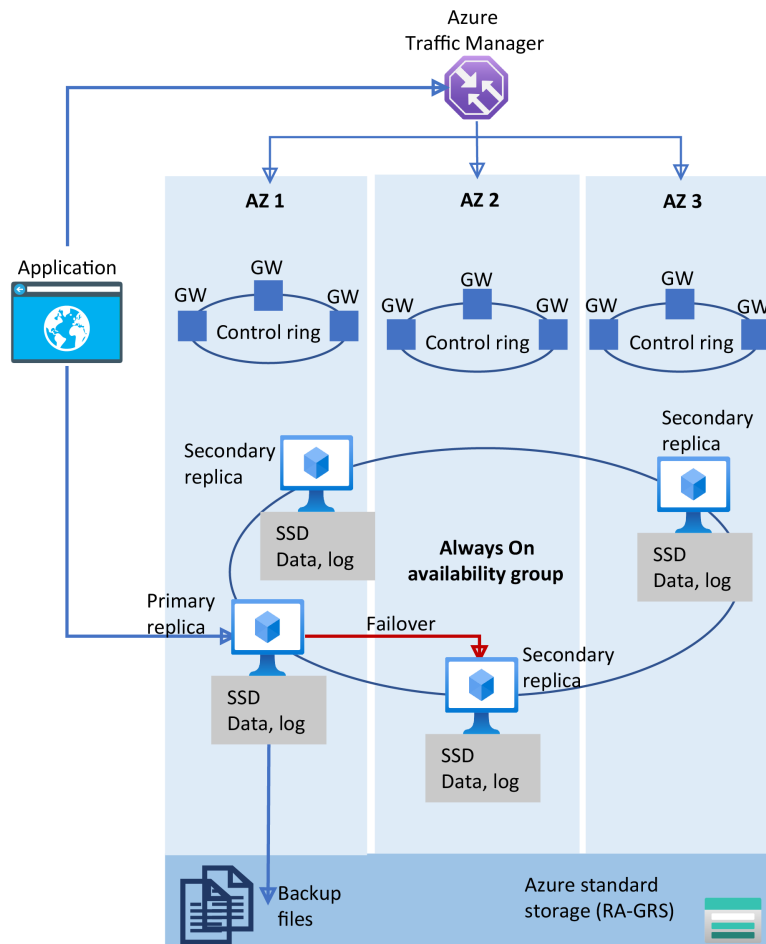 Azure
Traffic Manager
AZ 1
AZ 2
AZ 3
Application
GW
GW
GW
Control ring
GW
GW
GW
Control ring
GW
GW
GW
Control ring
Secondary
replica
SSD
Data, log
Secondary
replica
SSD
Data, log
Always On
availability group
Primary
replica
Failover
SSD
Data, log
Secondary
replica
SSD
Data, log
Backup
files
Azure standard
storage (RA-GRS)